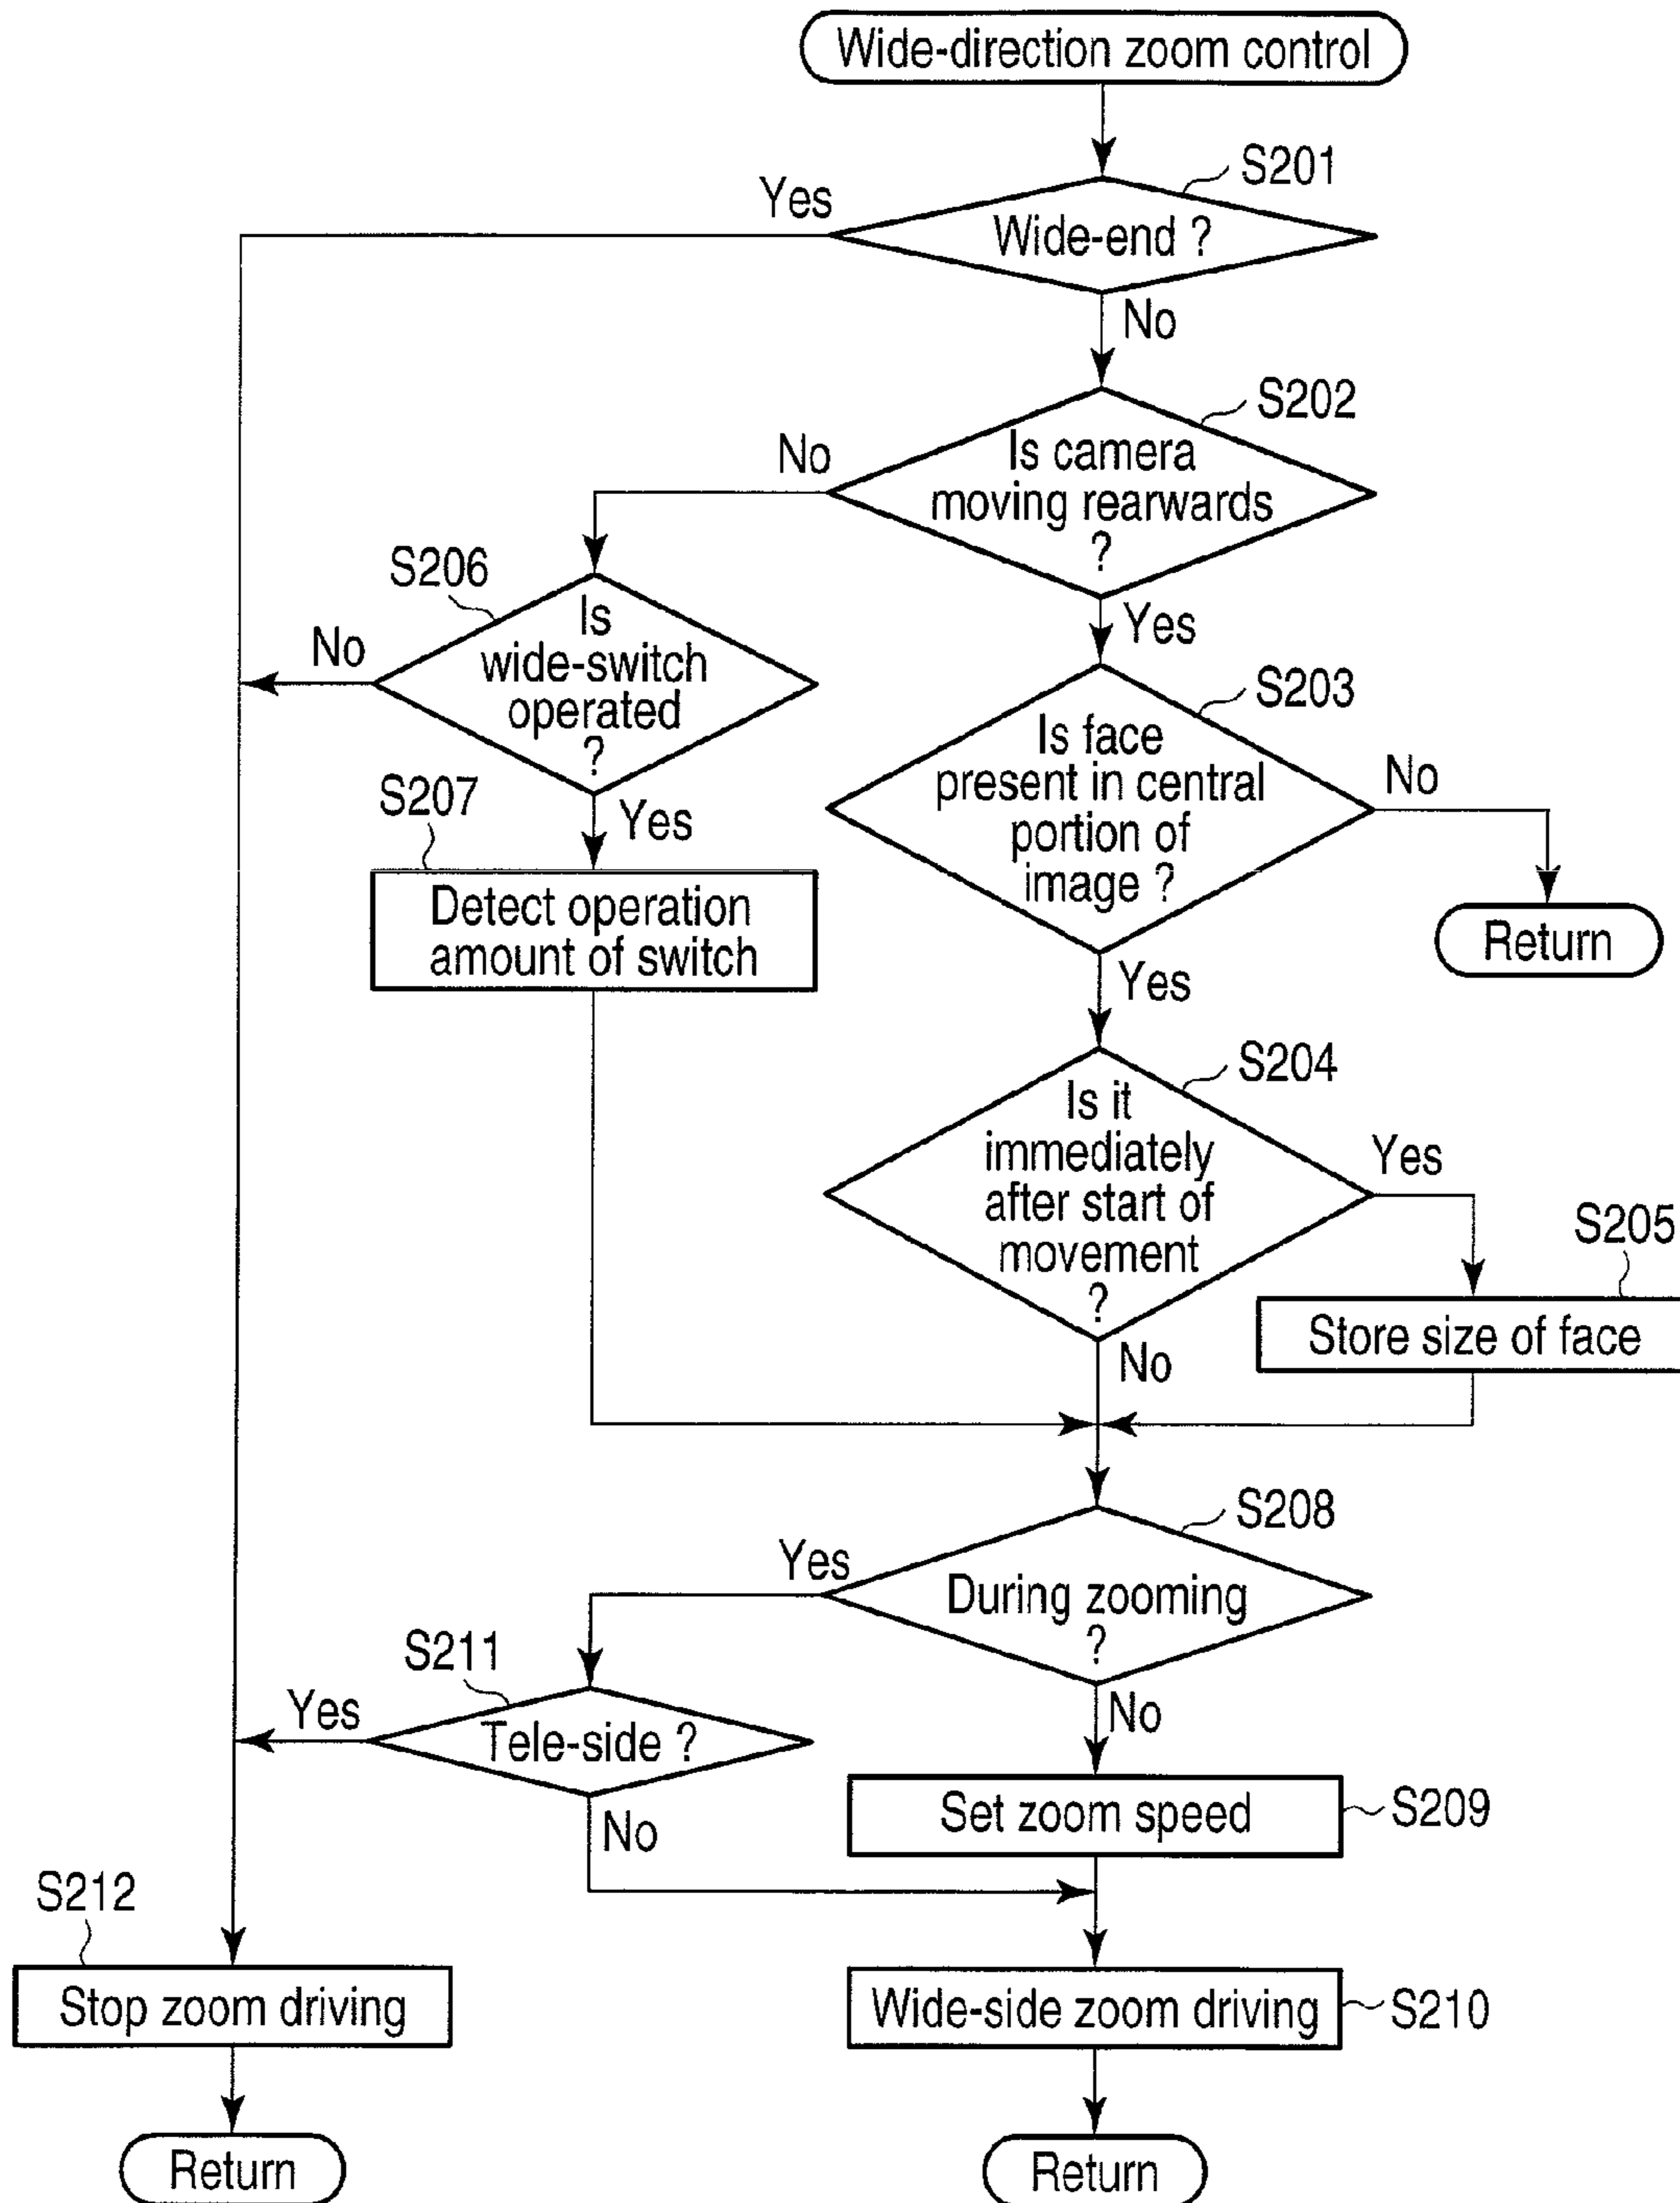 Wide-direction zoom control
S201
Yes
Wide-end ?
No
S202
No
Is camera
moving rearwards
?
S206
Is
wide-switch
operated
?
No
Yes
S203
Is face
present in central
portion of
image ?
No
S207
Yes
Detect operation
amount of switch
Return
Yes
S204
Is it
immediately
after start of
movement
?
Yes
S205
Store size of face
No
S208
Yes
During zooming
?
S211
Yes
Tele-side ?
No
No
Set zoom speed
S209
S212
Stop zoom driving
Wide-side zoom driving
S210
Return
Return